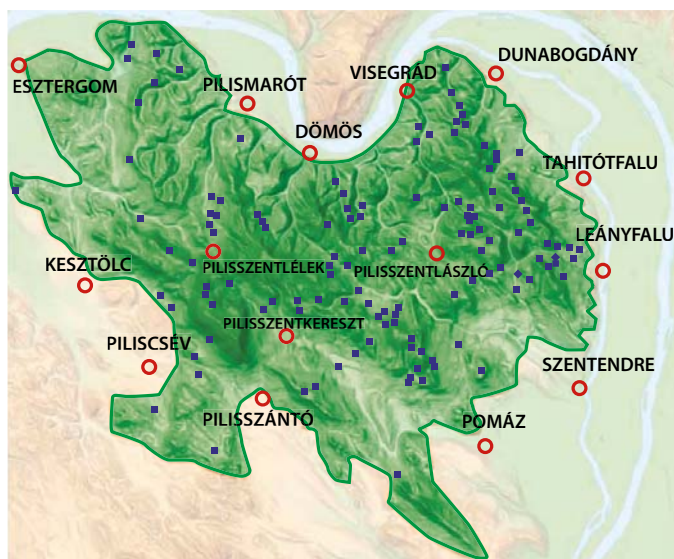 DUNABOGDÁNY
VISEGRÁD
ESZTERGOM
PILISMARÓT
DÖMÖS
TAHITÓTFALU
LEÁNYFALU
KESZTÖLC
PILISSZENTLÉLEK
PILISSZENTLÁSZLÓ
PILISSZENTKERESZT
PILISCSÉV
SZENTENDRE
PILISSZÁNTÓ
POMÁZ